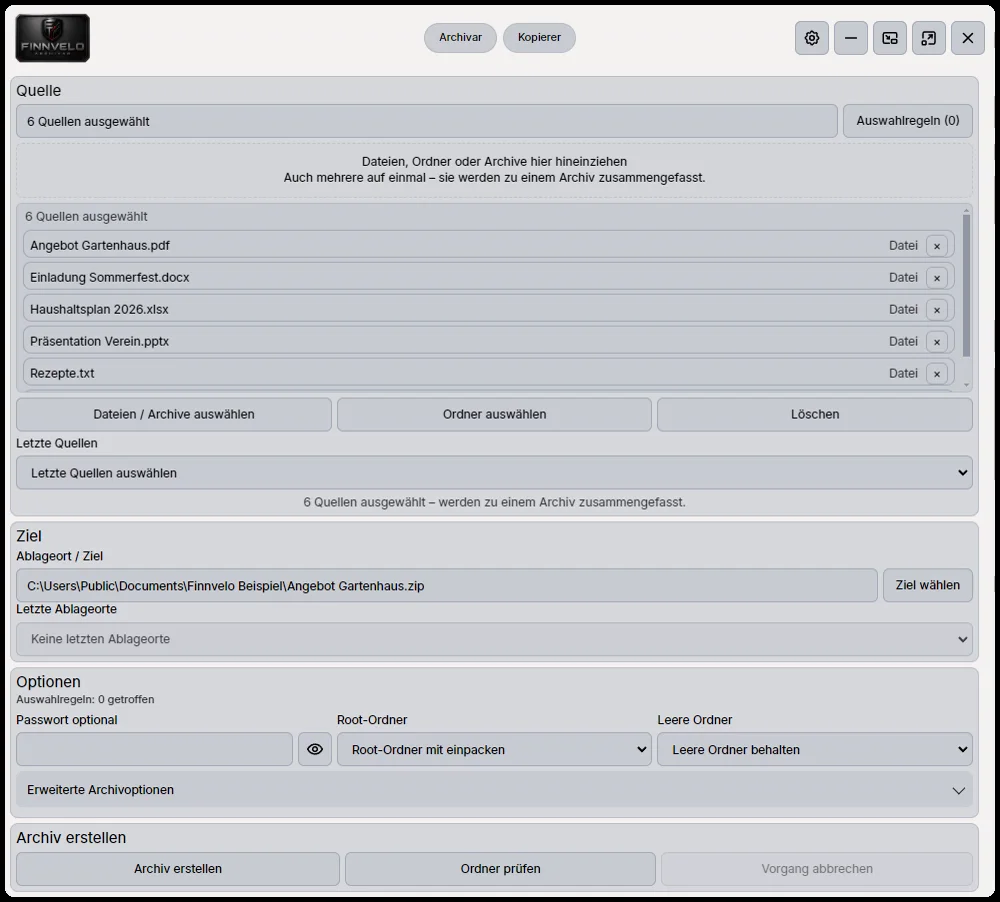 FINNVELO
Archivar
Kopierer
Quelle
6 Quellen ausgewählt
Auswahlregeln (0)
Dateien, Ordner oder Archive hier hineinziehen
Auch mehrere auf einmal – sie werden zu einem Archiv zusammengefasst.
6 Quellen ausgewählt
Angebot Gartenhaus.pdf Datei ×
Einladung Sommerfest.docx Datei ×
Haushaltsplan 2026.xlsx Datei ×
Präsentation Verein.pptx Datei ×
Rezepte.txt Datei ×
Dateien / Archive auswählen
Ordner auswählen
Löschen
Letzte Quellen
Letzte Quellen auswählen
6 Quellen ausgewählt – werden zu einem Archiv zusammengefasst.
Ziel
Ablageort / Ziel
C:\Users\Public\Documents\Finnvelo Beispiel\Angebot Gartenhaus.zip
Ziel wählen
Letzte Ablageorte
Keine letzten Ablageorte
Optionen
Auswahlregeln: 0 getroffen
Passwort optional
Root-Ordner
Leere Ordner
Root-Ordner mit einpacken
Leere Ordner behalten
Erweiterte Archivoptionen
Archiv erstellen
Archiv erstellen
Ordner prüfen
Vorgang abbrechen